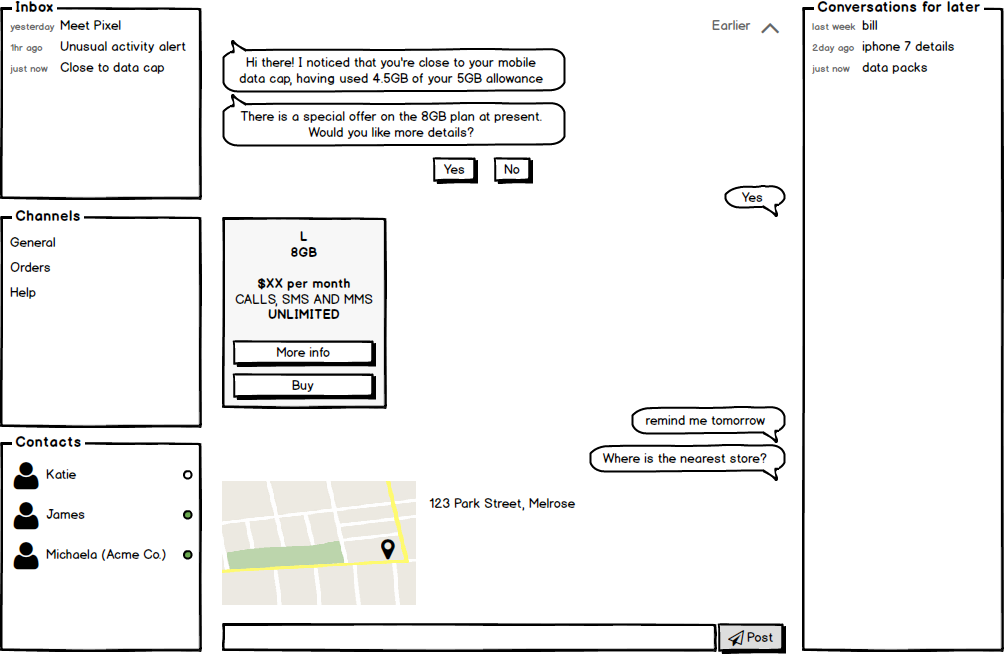 Inbox
yesterday Meet Pixel
1hr ago Unusual activity alert
just now Close to data cap
Channels
General
Orders
Help
Contacts
Katie
James
Michaela (Acme Co.)
Earlier
Hi there! I noticed that you're close to your mobile
data cap, having used 4.5GB of your 5GB allowance
There is a special offer on the 8GB plan at present.
Would you like more details?
Yes No
Yes
L
8GB
$XX per month
CALLS, SMS AND MMS
UNLIMITED
More info
Buy
remind me tomorrow
Where is the nearest store?
123 Park Street, Melrose
Post
Conversations for later
last week bill
2day ago iphone 7 details
just now data packs